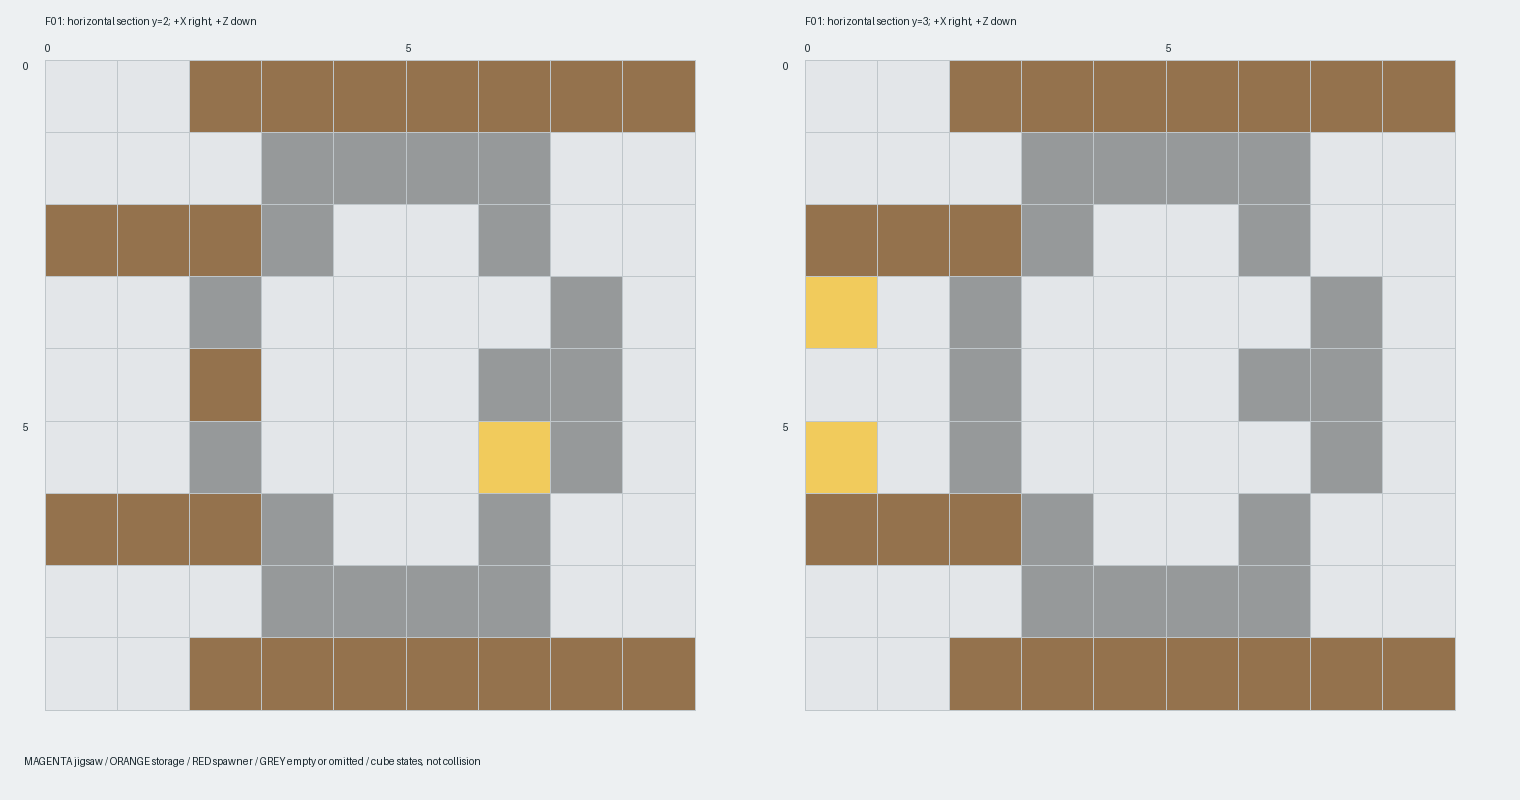 F01: horizontal section y=2; +X right, +Z down
F01: horizontal section y=3; +X right, +Z down
0 5
0 5
0
0
5
5
MAGENTA jigsaw / ORANGE storage / RED spawner / GREY empty or omitted / cube states, not collision